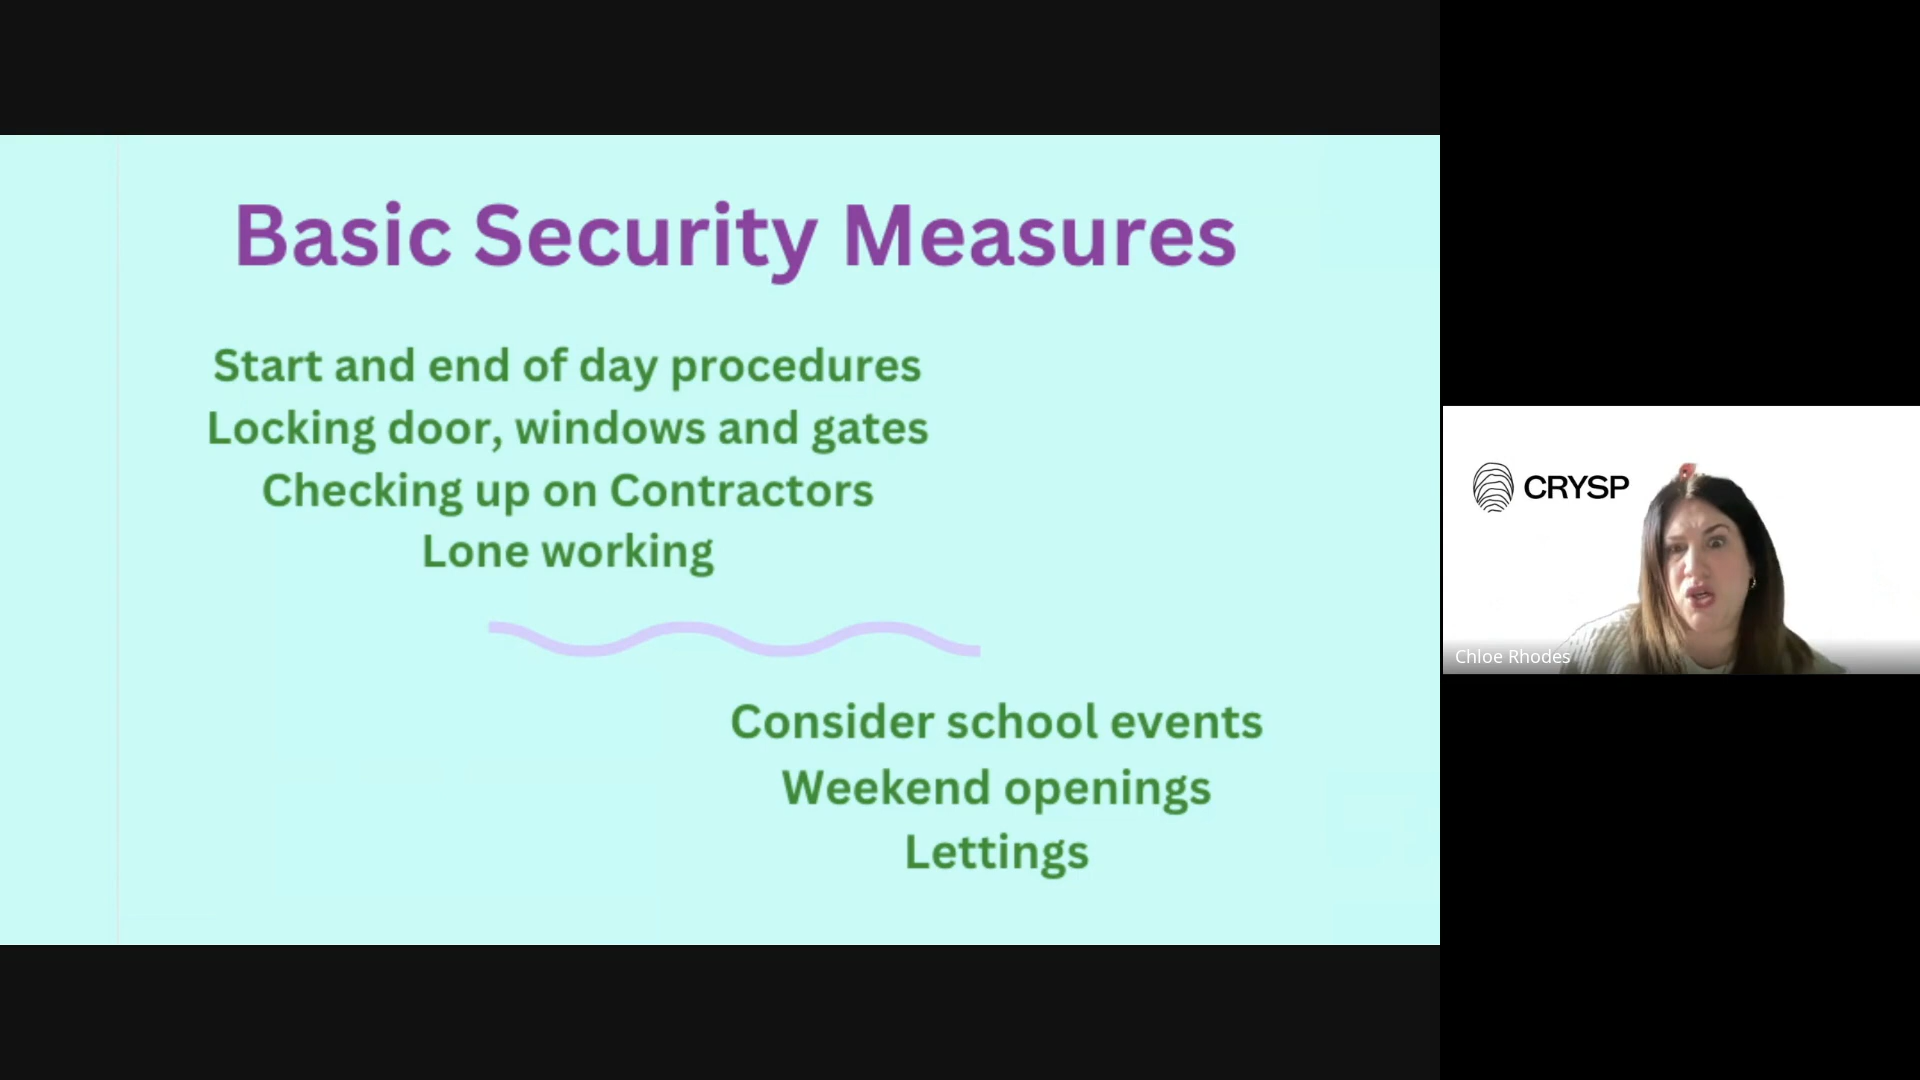 Basic Security Measures
Start and end of day procedures
Locking door, windows and gates
Checking up on Contractors
Lone working
Consider school events
Weekend openings
Lettings
CRYSP
Chloe Rhodes